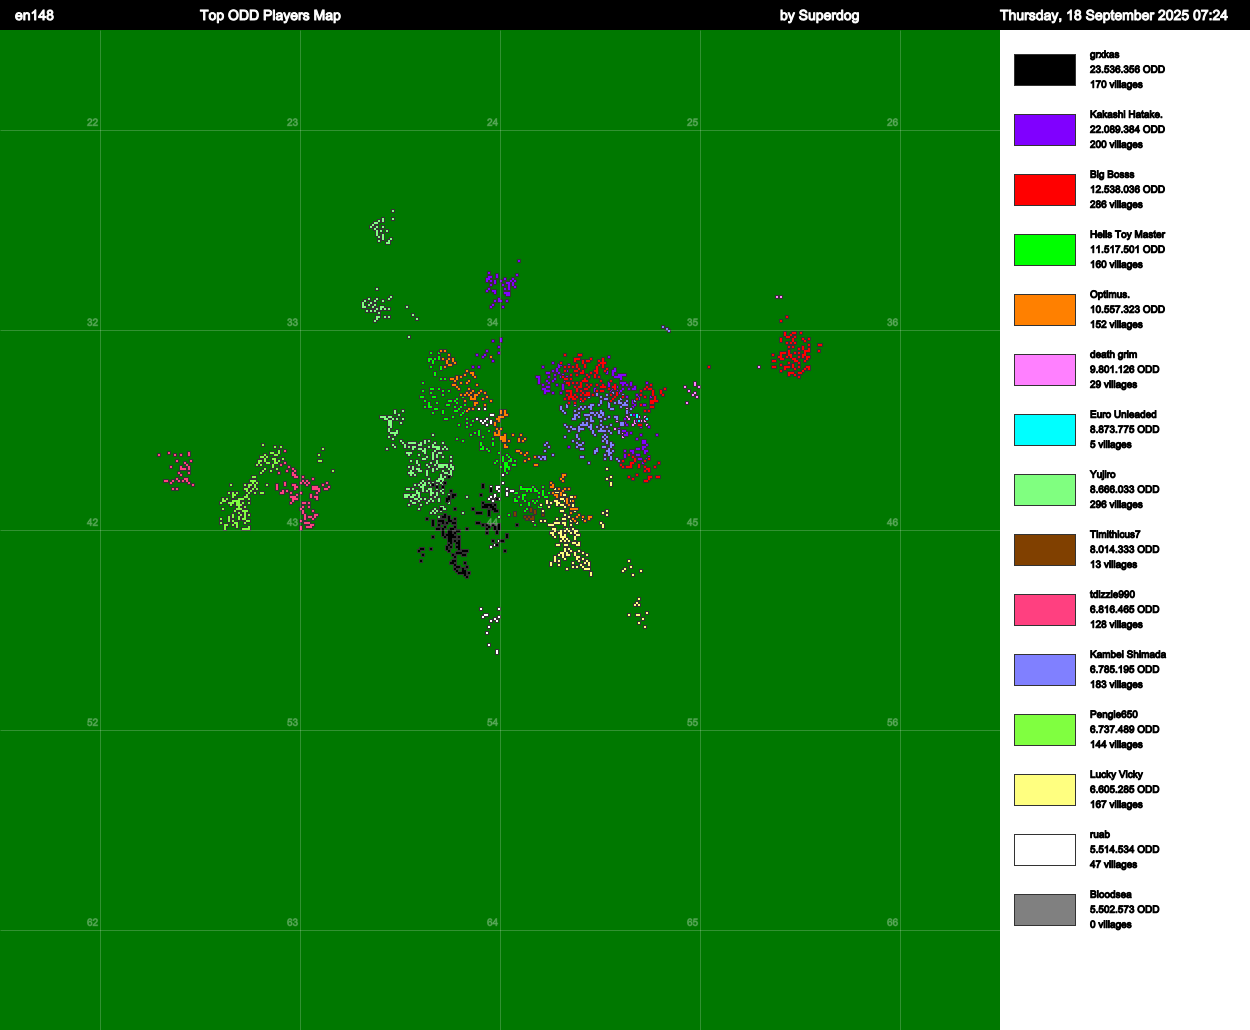 en148 Top ODD Players Map by Superdog Thursday, 18 September 2025 07:24
grxkas
23.536.356 ODD
170 villages
Kakashi Hatake.
22.089.384 ODD
200 villages
Big Bosss
12.538.036 ODD
286 villages
Hells Toy Master
11.517.501 ODD
160 villages
Optimus.
10.557.323 ODD
152 villages
death grim
9.801.126 ODD
29 villages
Euro Unleaded
8.873.775 ODD
5 villages
Yujiro
8.666.033 ODD
296 villages
Timithicus7
8.014.333 ODD
13 villages
tdizzle990
6.816.465 ODD
128 villages
Kambei Shimada
6.785.195 ODD
183 villages
Pengie650
6.737.489 ODD
144 villages
Lucky Vicky
6.605.285 ODD
167 villages
ruab
5.514.534 ODD
47 villages
Bloodsea
5.502.573 ODD
0 villages
22 23 24 25 26
32 33 34 35 36
42 43 44 45 46
52 53 54 55 56
62 63 64 65 66